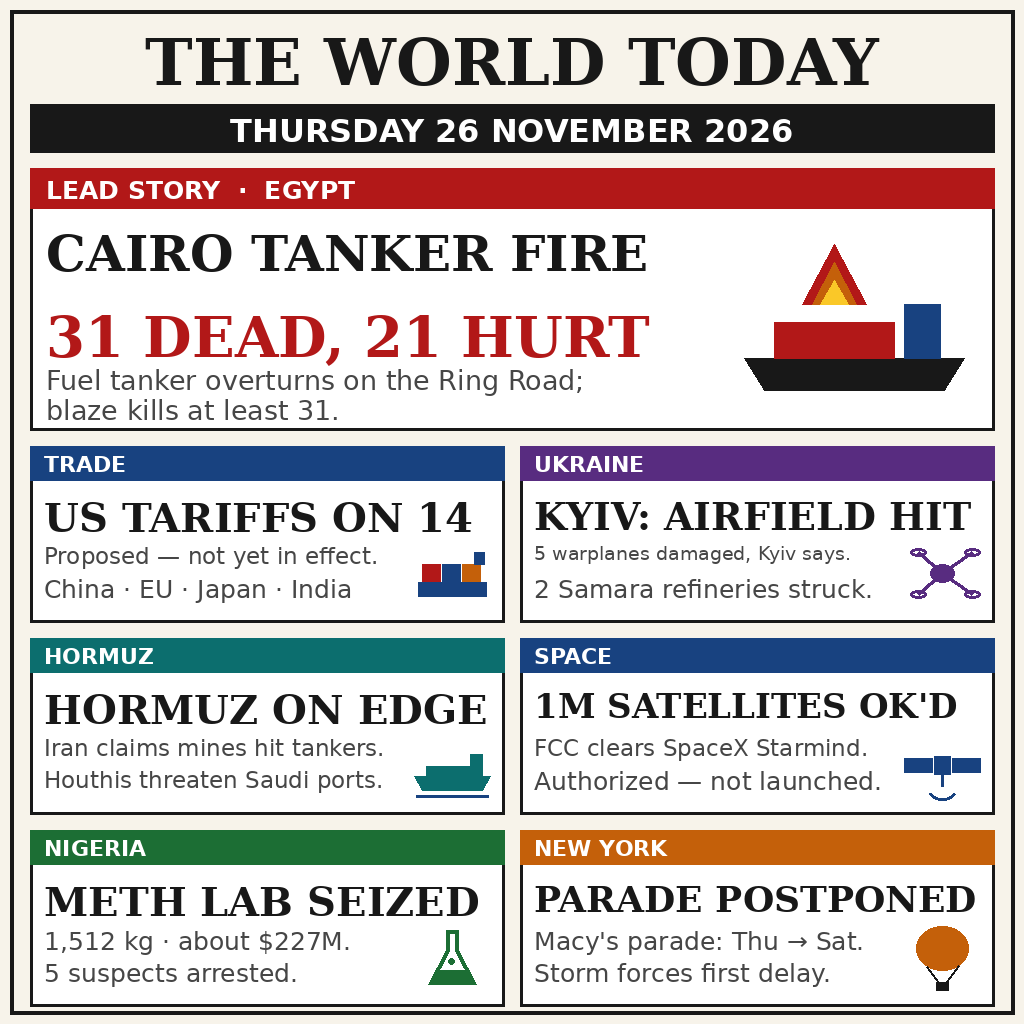 THE WORLD TODAY
THURSDAY 26 NOVEMBER 2026
LEAD STORY · EGYPT
CAIRO TANKER FIRE
31 DEAD, 21 HURT
Fuel tanker overturns on the Ring Road;
blaze kills at least 31.
TRADE
US TARIFFS ON 14
Proposed — not yet in effect.
China · EU · Japan · India
UKRAINE
KYIV: AIRFIELD HIT
5 warplanes damaged, Kyiv says.
2 Samara refineries struck.
HORMUZ
HORMUZ ON EDGE
Iran claims mines hit tankers.
Houthis threaten Saudi ports.
SPACE
1M SATELLITES OK'D
FCC clears SpaceX Starmind.
Authorized — not launched.
NIGERIA
METH LAB SEIZED
1,512 kg · about $227M.
5 suspects arrested.
NEW YORK
PARADE POSTPONED
Macy's parade: Thu → Sat.
Storm forces first delay.